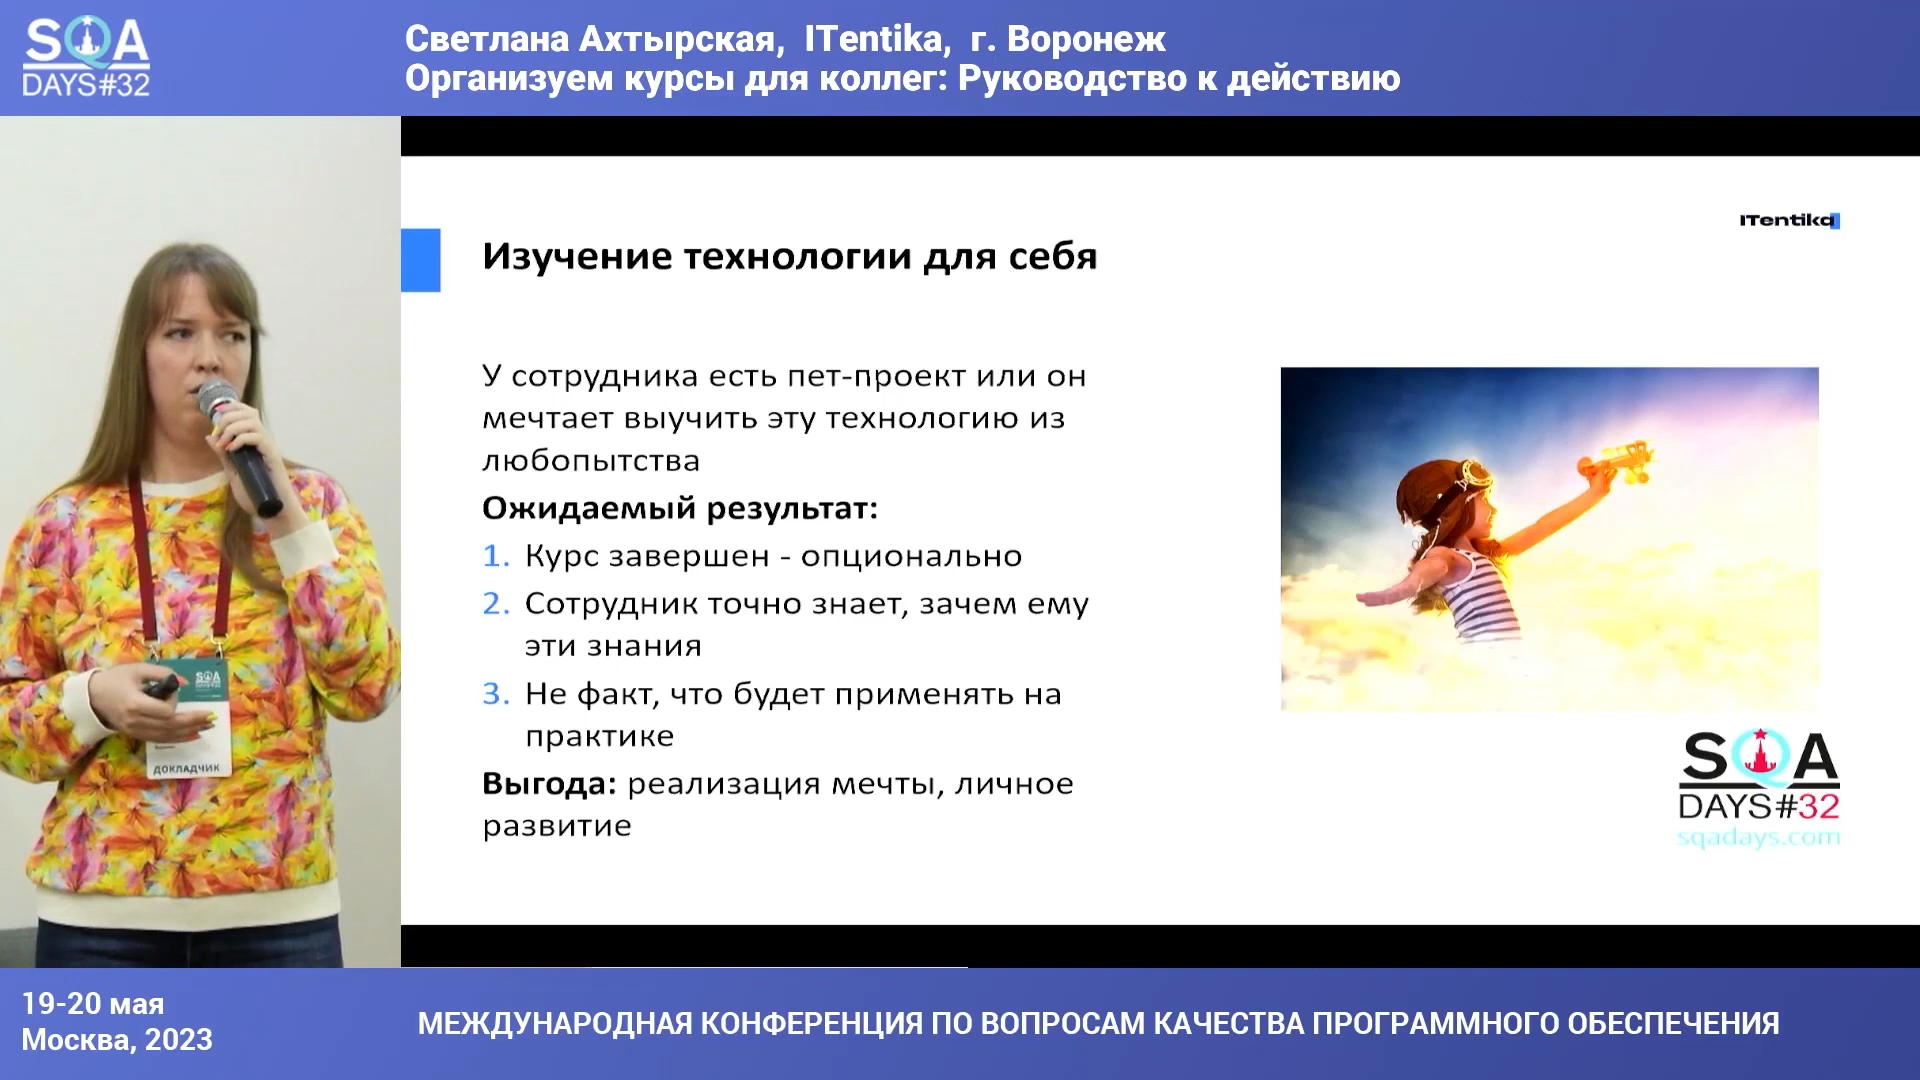 SQA
DAYS#32
Светлана Ахтырская, ITentika, г. Воронеж
Организуем курсы для коллег: Руководство к действию
ITentika
Изучение технологии для себя
У сотрудника есть пет-проект или он
мечтает выучить эту технологию из
любопытства
Ожидаемый результат:
1. Курс завершен - опционально
2. Сотрудник точно знает, зачем ему
эти знания
3. Не факт, что будет применять на
практике
Выгода: реализация мечты, личное
развитие
SQA
DAYS#32
sqadays.com
SQA
ДОКЛАДЧИК
19-20 мая
Москва, 2023
МЕЖДУНАРОДНАЯ КОНФЕРЕНЦИЯ ПО ВОПРОСАМ КАЧЕСТВА ПРОГРАММНОГО ОБЕСПЕЧЕНИЯ